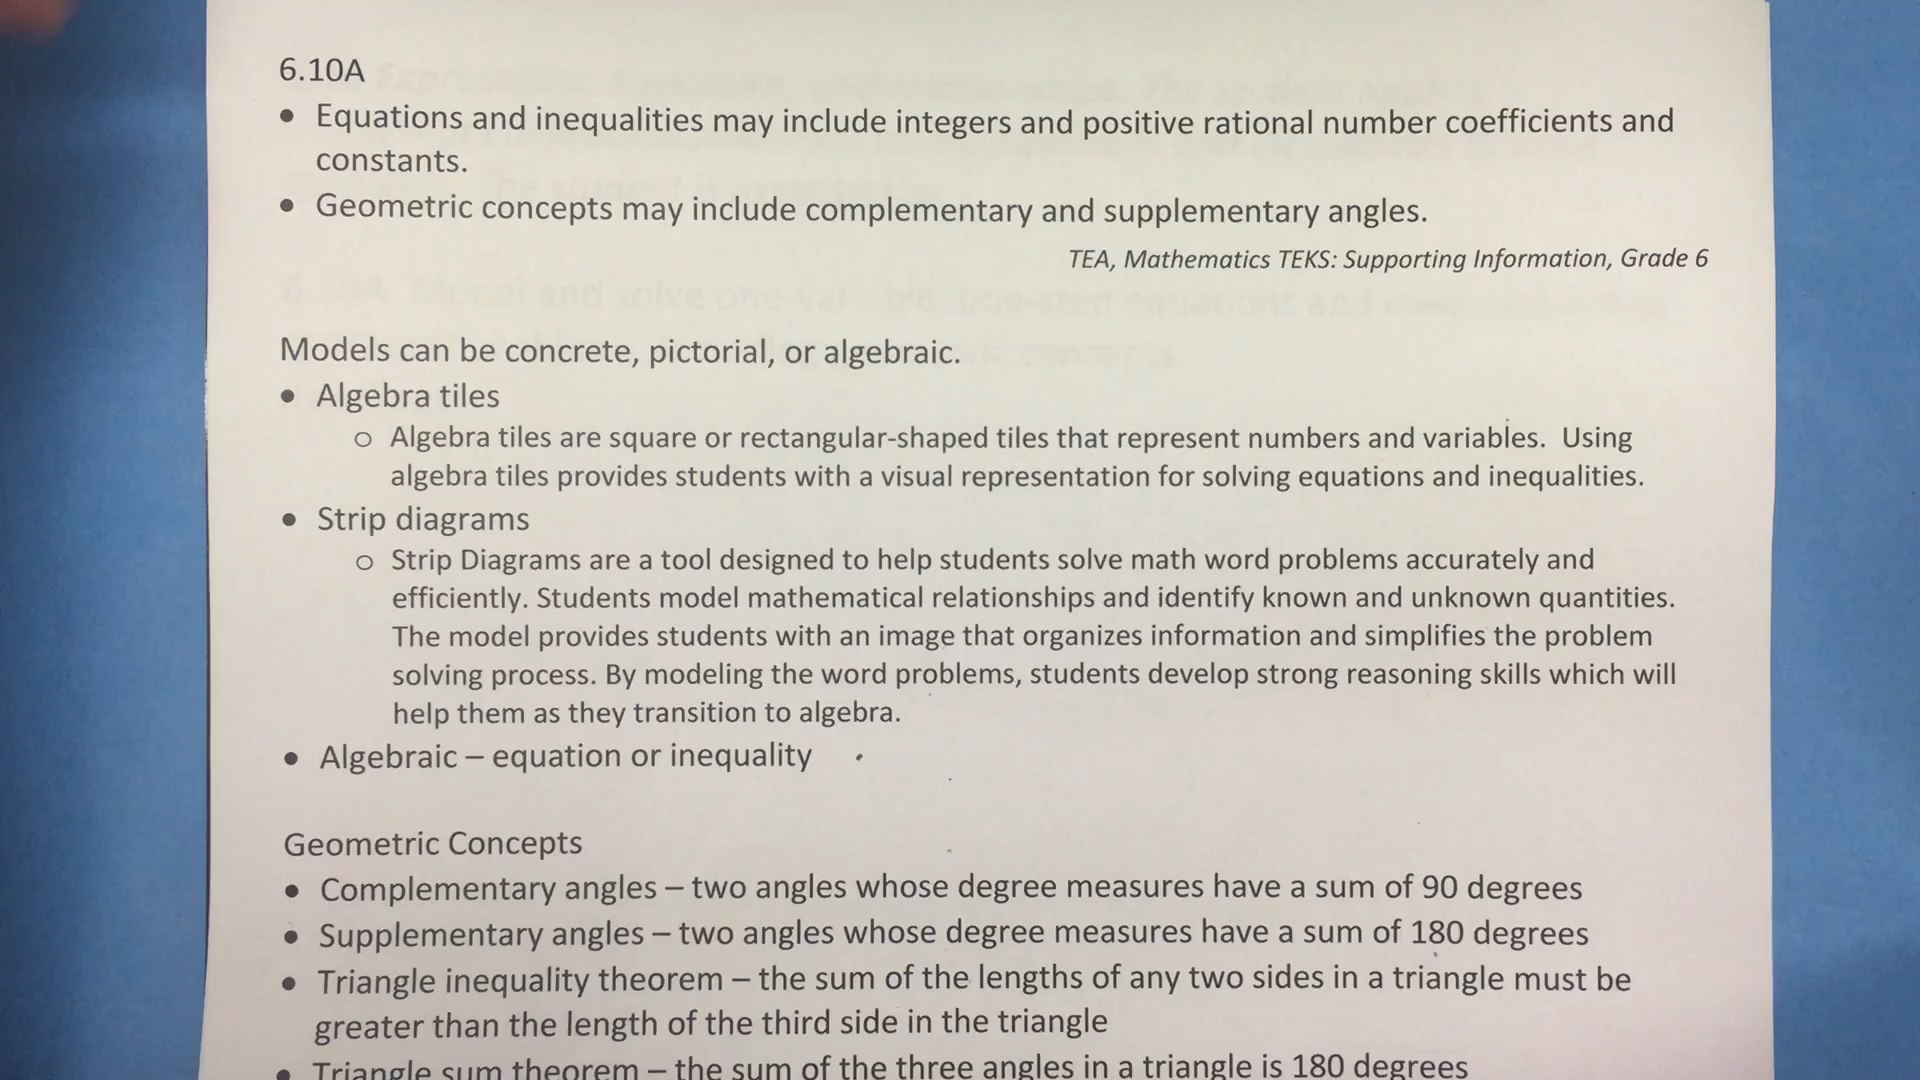 6.10A
• Equations and inequalities may include integers and positive rational number coefficients and
constants.
• Geometric concepts may include complementary and supplementary angles.
TEA, Mathematics TEKS: Supporting Information, Grade 6
Models can be concrete, pictorial, or algebraic.
• Algebra tiles
o Algebra tiles are square or rectangular-shaped tiles that represent numbers and variables. Using
algebra tiles provides students with a visual representation for solving equations and inequalities.
• Strip diagrams
o Strip Diagrams are a tool designed to help students solve math word problems accurately and
efficiently. Students model mathematical relationships and identify known and unknown quantities.
The model provides students with an image that organizes information and simplifies the problem
solving process. By modeling the word problems, students develop strong reasoning skills which will
help them as they transition to algebra.
• Algebraic – equation or inequality
Geometric Concepts
• Complementary angles – two angles whose degree measures have a sum of 90 degrees
• Supplementary angles – two angles whose degree measures have a sum of 180 degrees
• Triangle inequality theorem – the sum of the lengths of any two sides in a triangle must be
greater than the length of the third side in the triangle
• Triangle sum theorem – the sum of the three angles in a triangle is 180 degrees